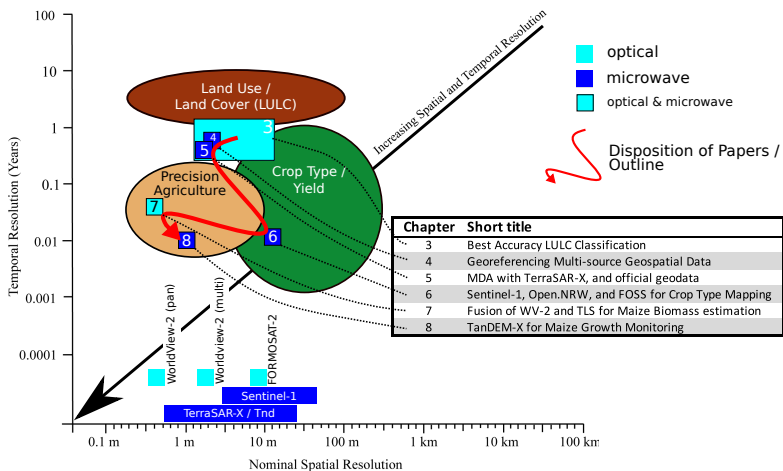 100
10
1
0.1
0.01
0.001
0.0001
Temporal Resolution (Years)
Land Use /
Land Cover (LULC)
3
4
5
Precision
Agriculture
Crop Type /
Yield
7
8
6
Increasing Spatial and Temporal Resolution
optical
microwave
optical & microwave
Disposition of Papers /
Outline
Chapter Short title
3 Best Accuracy LULC Classification
4 Georeferencing Multi-source Geospatial Data
5 MDA with TerraSAR-X, and official geodata
6 Sentinel-1, Open.NRW, and FOSS for Crop Type Mapping
7 Fusion of WV-2 and TLS for Maize Biomass estimation
8 TanDEM-X for Maize Growth Monitoring
WorldView-2 (pan)
Worldview-2 (multi)
FORMOSAT-2
Sentinel-1
TerraSAR-X / Tnd
0.1 m 1 m 10 m 100 m 1 km 10 km 100 km
Nominal Spatial Resolution